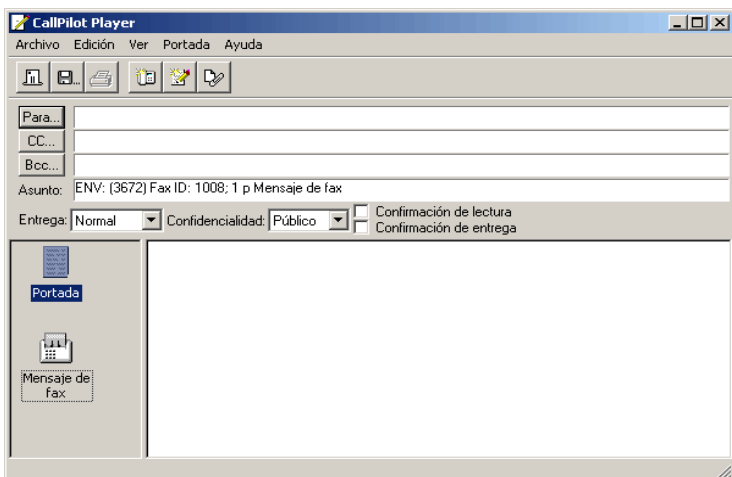 CallPilot Player
Archivo Edición Ver Portada Ayuda
Para...
CC...
Bcc...
Asunto: ENV: (3672) Fax ID: 1008; 1 p Mensaje de fax
Entrega: Normal Confidencialidad: Público Confirmación de lectura
Confirmación de entrega
Portada
Mensaje de
fax